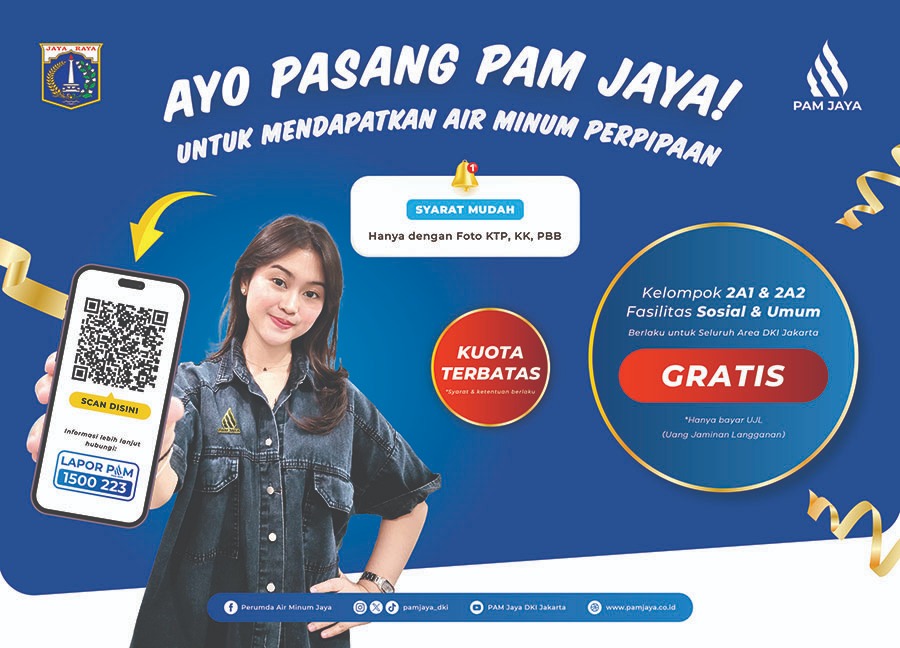 JAYA RAYA
AYO PASANG PAM JAYA!
UNTUK MENDAPATKAN AIR MINUM PERPIPAAN
PAM JAYA
1
SYARAT MUDAH
Hanya dengan Foto KTP, KK, PBB
SCAN DISINI
Informasi lebih lanjut
hubungi:
LAPOR PAM
1500 223
KUOTA
TERBATAS
*Syarat & ketentuan berlaku
Kelompok 2A1 & 2A2
Fasilitas Sosial & Umum
Berlaku untuk Seluruh Area DKI Jakarta
GRATIS
*Hanya bayar UJL
(Uang Jaminan Langganan)
Perumda Air Minum Jaya
pamjaya_dki
PAM Jaya DKI Jakarta
www.pamjaya.co.id